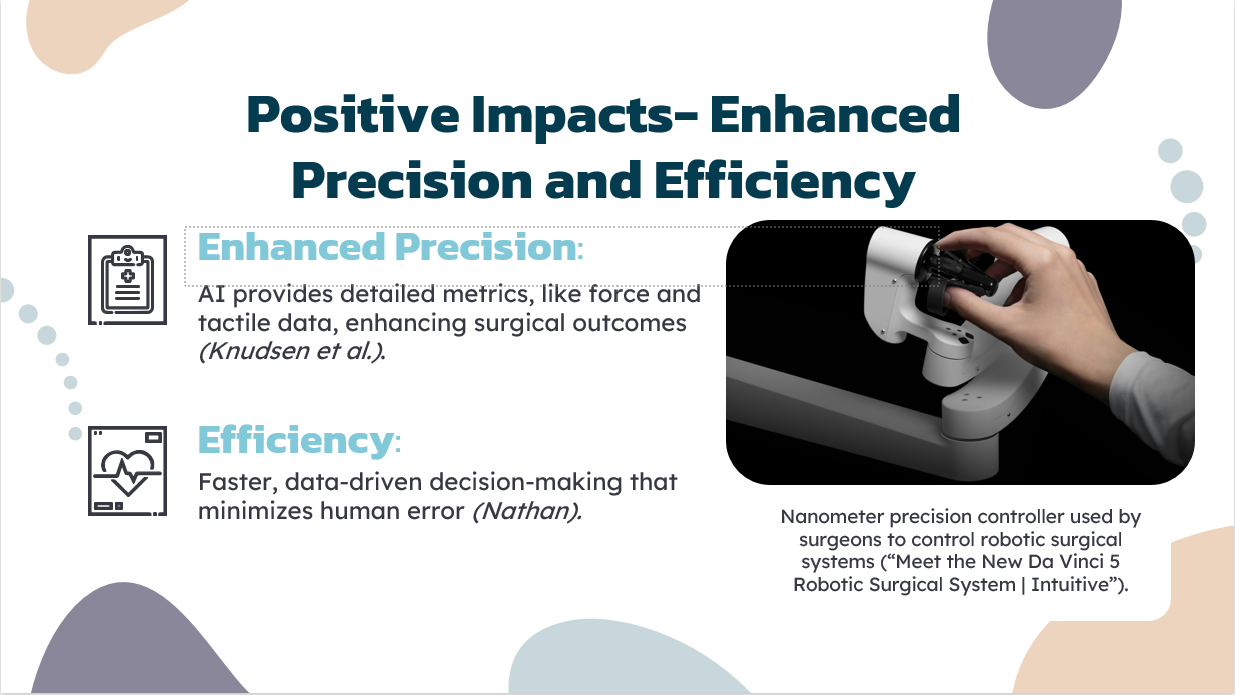 Positive Impacts- Enhanced
Precision and Efficiency
Enhanced Precision:
AI provides detailed metrics, like force and
tactile data, enhancing surgical outcomes
(Knudsen et al.).
Efficiency:
Faster, data-driven decision-making that
minimizes human error (Nathan).
Nanometer precision controller used by
surgeons to control robotic surgical
systems (“Meet the New Da Vinci 5
Robotic Surgical System | Intuitive”).